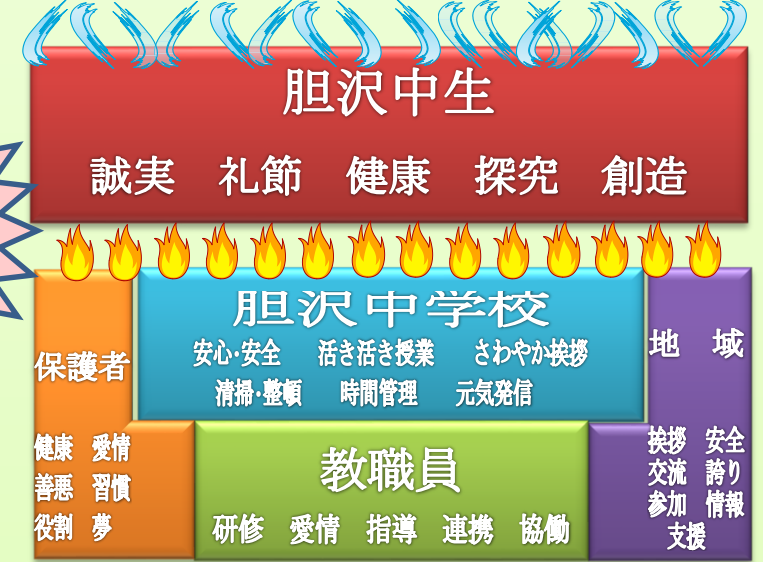 胆沢中生
誠実 礼節 健康 探究 創造
胆沢中学校
安心・安全 活き活き授業 さわやか挨拶
清掃・整頓 時間管理 元気発信
保護者
健康 愛情
善悪 習慣
役割 夢
教職員
研修 愛情 指導 連携 協働
地域
挨拶 安全
交流 誇り
参加 情報
支援